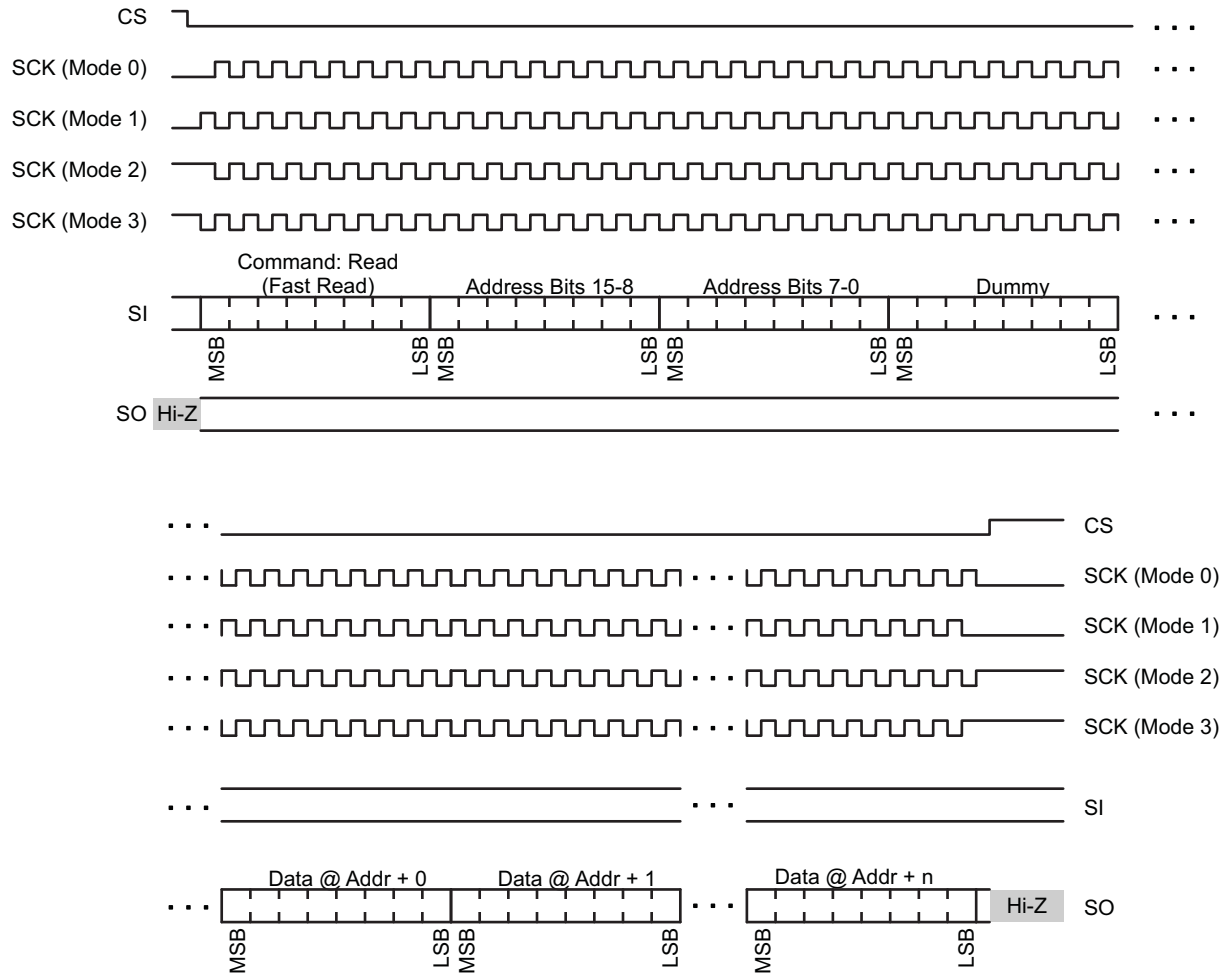 CS
. . .
SCK (Mode 0)
. . .
SCK (Mode 1)
. . .
SCK (Mode 2)
. . .
SCK (Mode 3)
. . .
Command: Read
(Fast Read)
Address Bits 15-8
Address Bits 7-0
Dummy
SI
. . .
MSB
LSB
MSB
LSB
MSB
LSB
MSB
LSB
SO
Hi-Z
. . .
. . .
CS
. . .
. . .
SCK (Mode 0)
. . .
. . .
SCK (Mode 1)
. . .
. . .
SCK (Mode 2)
. . .
. . .
SCK (Mode 3)
. . .
. . .
SI
Data @ Addr + 0
Data @ Addr + 1
Data @ Addr + n
. . .
. . .
Hi-Z
SO
MSB
LSB
MSB
LSB
MSB
LSB